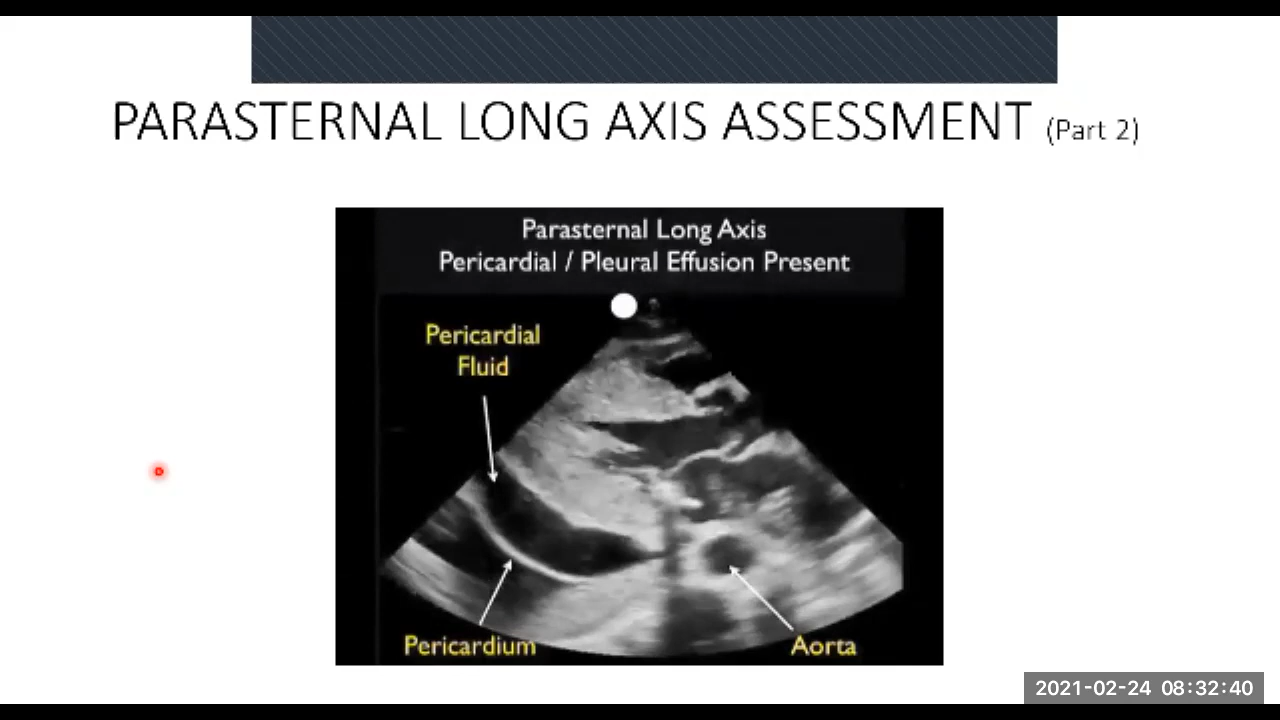 PARASTERNAL LONG AXIS ASSESSMENT (Part 2)
Parasternal Long Axis
Pericardial / Pleural Effusion Present
Pericardial
Fluid
Pericardium
Aorta
2021-02-24 08:32:40